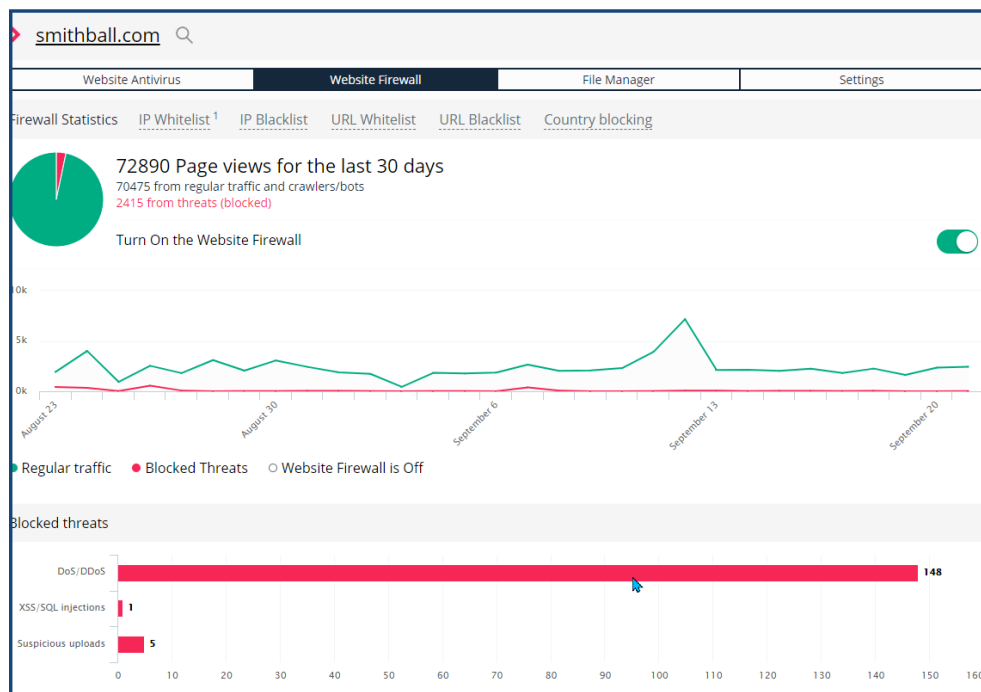 smithball.com
Website Antivirus Website Firewall File Manager Settings
Firewall Statistics IP Whitelist 1 IP Blacklist URL Whitelist URL Blacklist Country blocking
72890 Page views for the last 30 days
70475 from regular traffic and crawlers/bots
2415 from threats (blocked)
Turn On the Website Firewall
0k
5k
0k
August 23 August 30 September 6 September 13 September 20
Regular traffic Blocked Threats Website Firewall is Off
Blocked threats
DoS/DDoS 148
XSS/SQL injections 1
Suspicious uploads 5
0 10 20 30 40 50 60 70 80 90 100 110 120 130 140 150 160